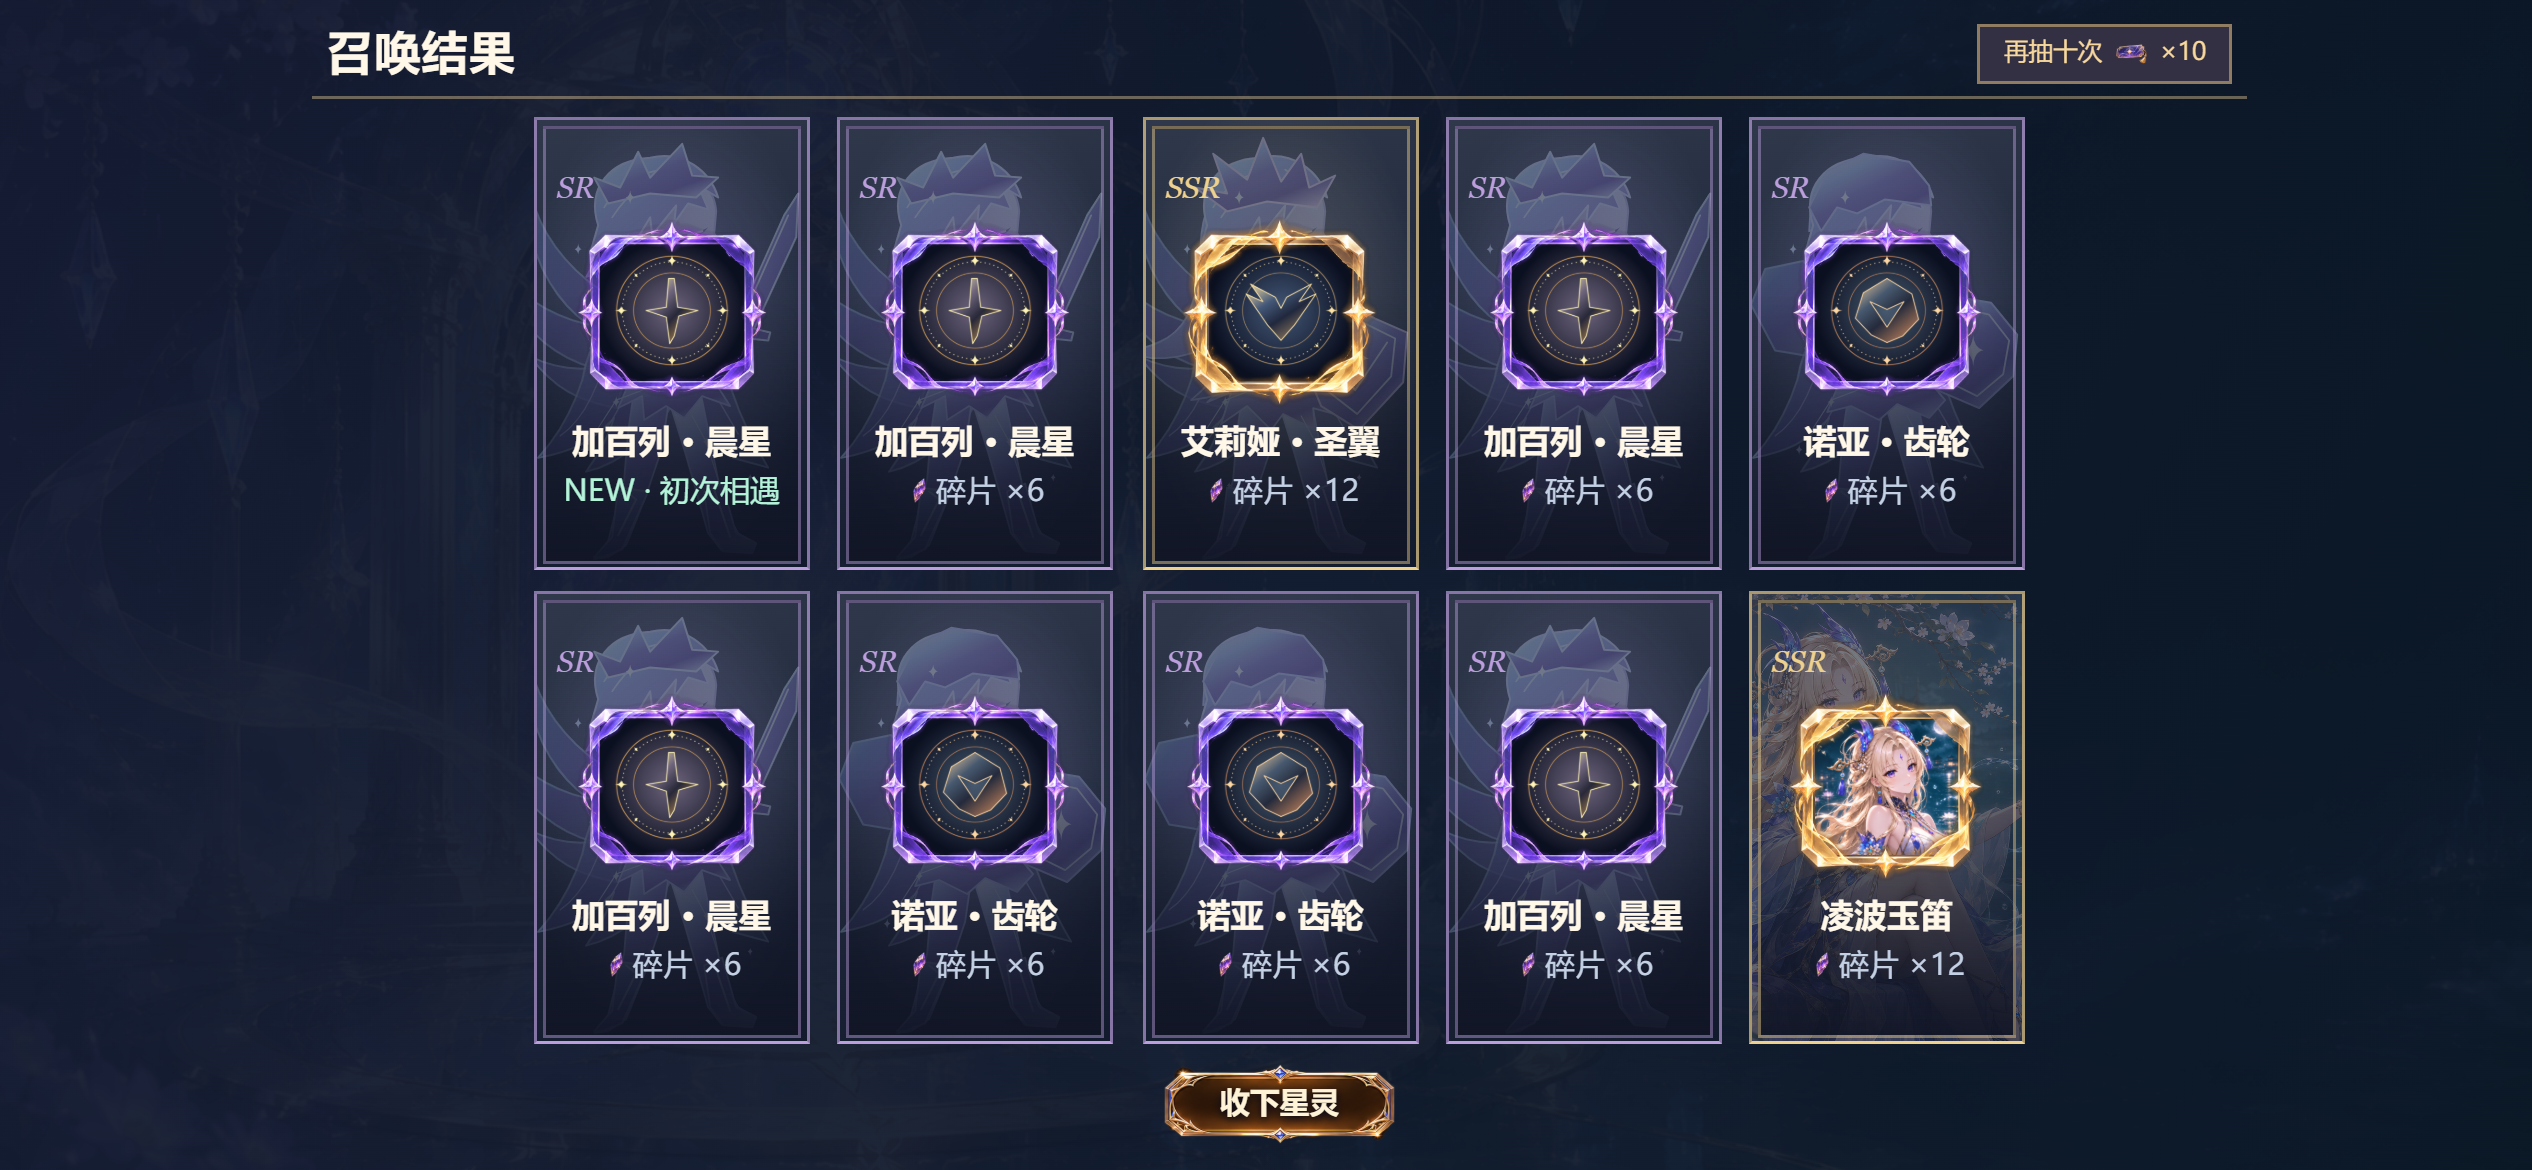 召唤结果
再抽十次 ×10
SR
加百列·晨星
NEW · 初次相遇
SR
加百列·晨星
碎片 ×6
SSR
艾莉娅·圣翼
碎片 ×12
SR
加百列·晨星
碎片 ×6
SR
诺亚·齿轮
碎片 ×6
SR
加百列·晨星
碎片 ×6
SR
诺亚·齿轮
碎片 ×6
SR
诺亚·齿轮
碎片 ×6
SR
加百列·晨星
碎片 ×6
SSR
凌波玉笛
碎片 ×12
收下星灵